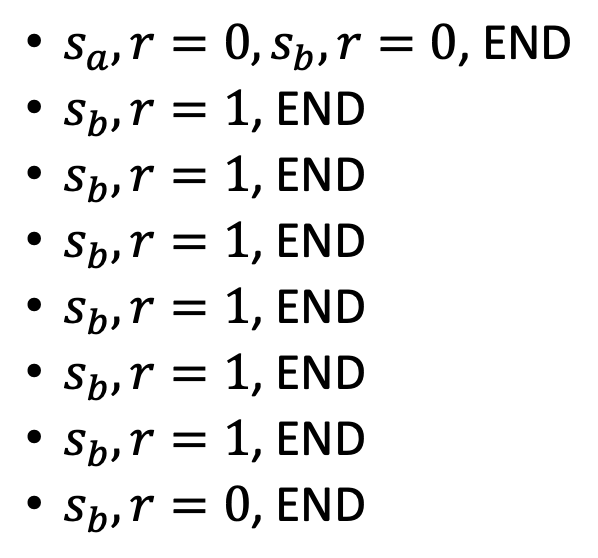 • $s_a, r = 0, s_b, r = 0$, END
• $s_b, r = 1$, END
• $s_b, r = 1$, END
• $s_b, r = 1$, END
• $s_b, r = 1$, END
• $s_b, r = 1$, END
• $s_b, r = 1$, END
• $s_b, r = 0$, END